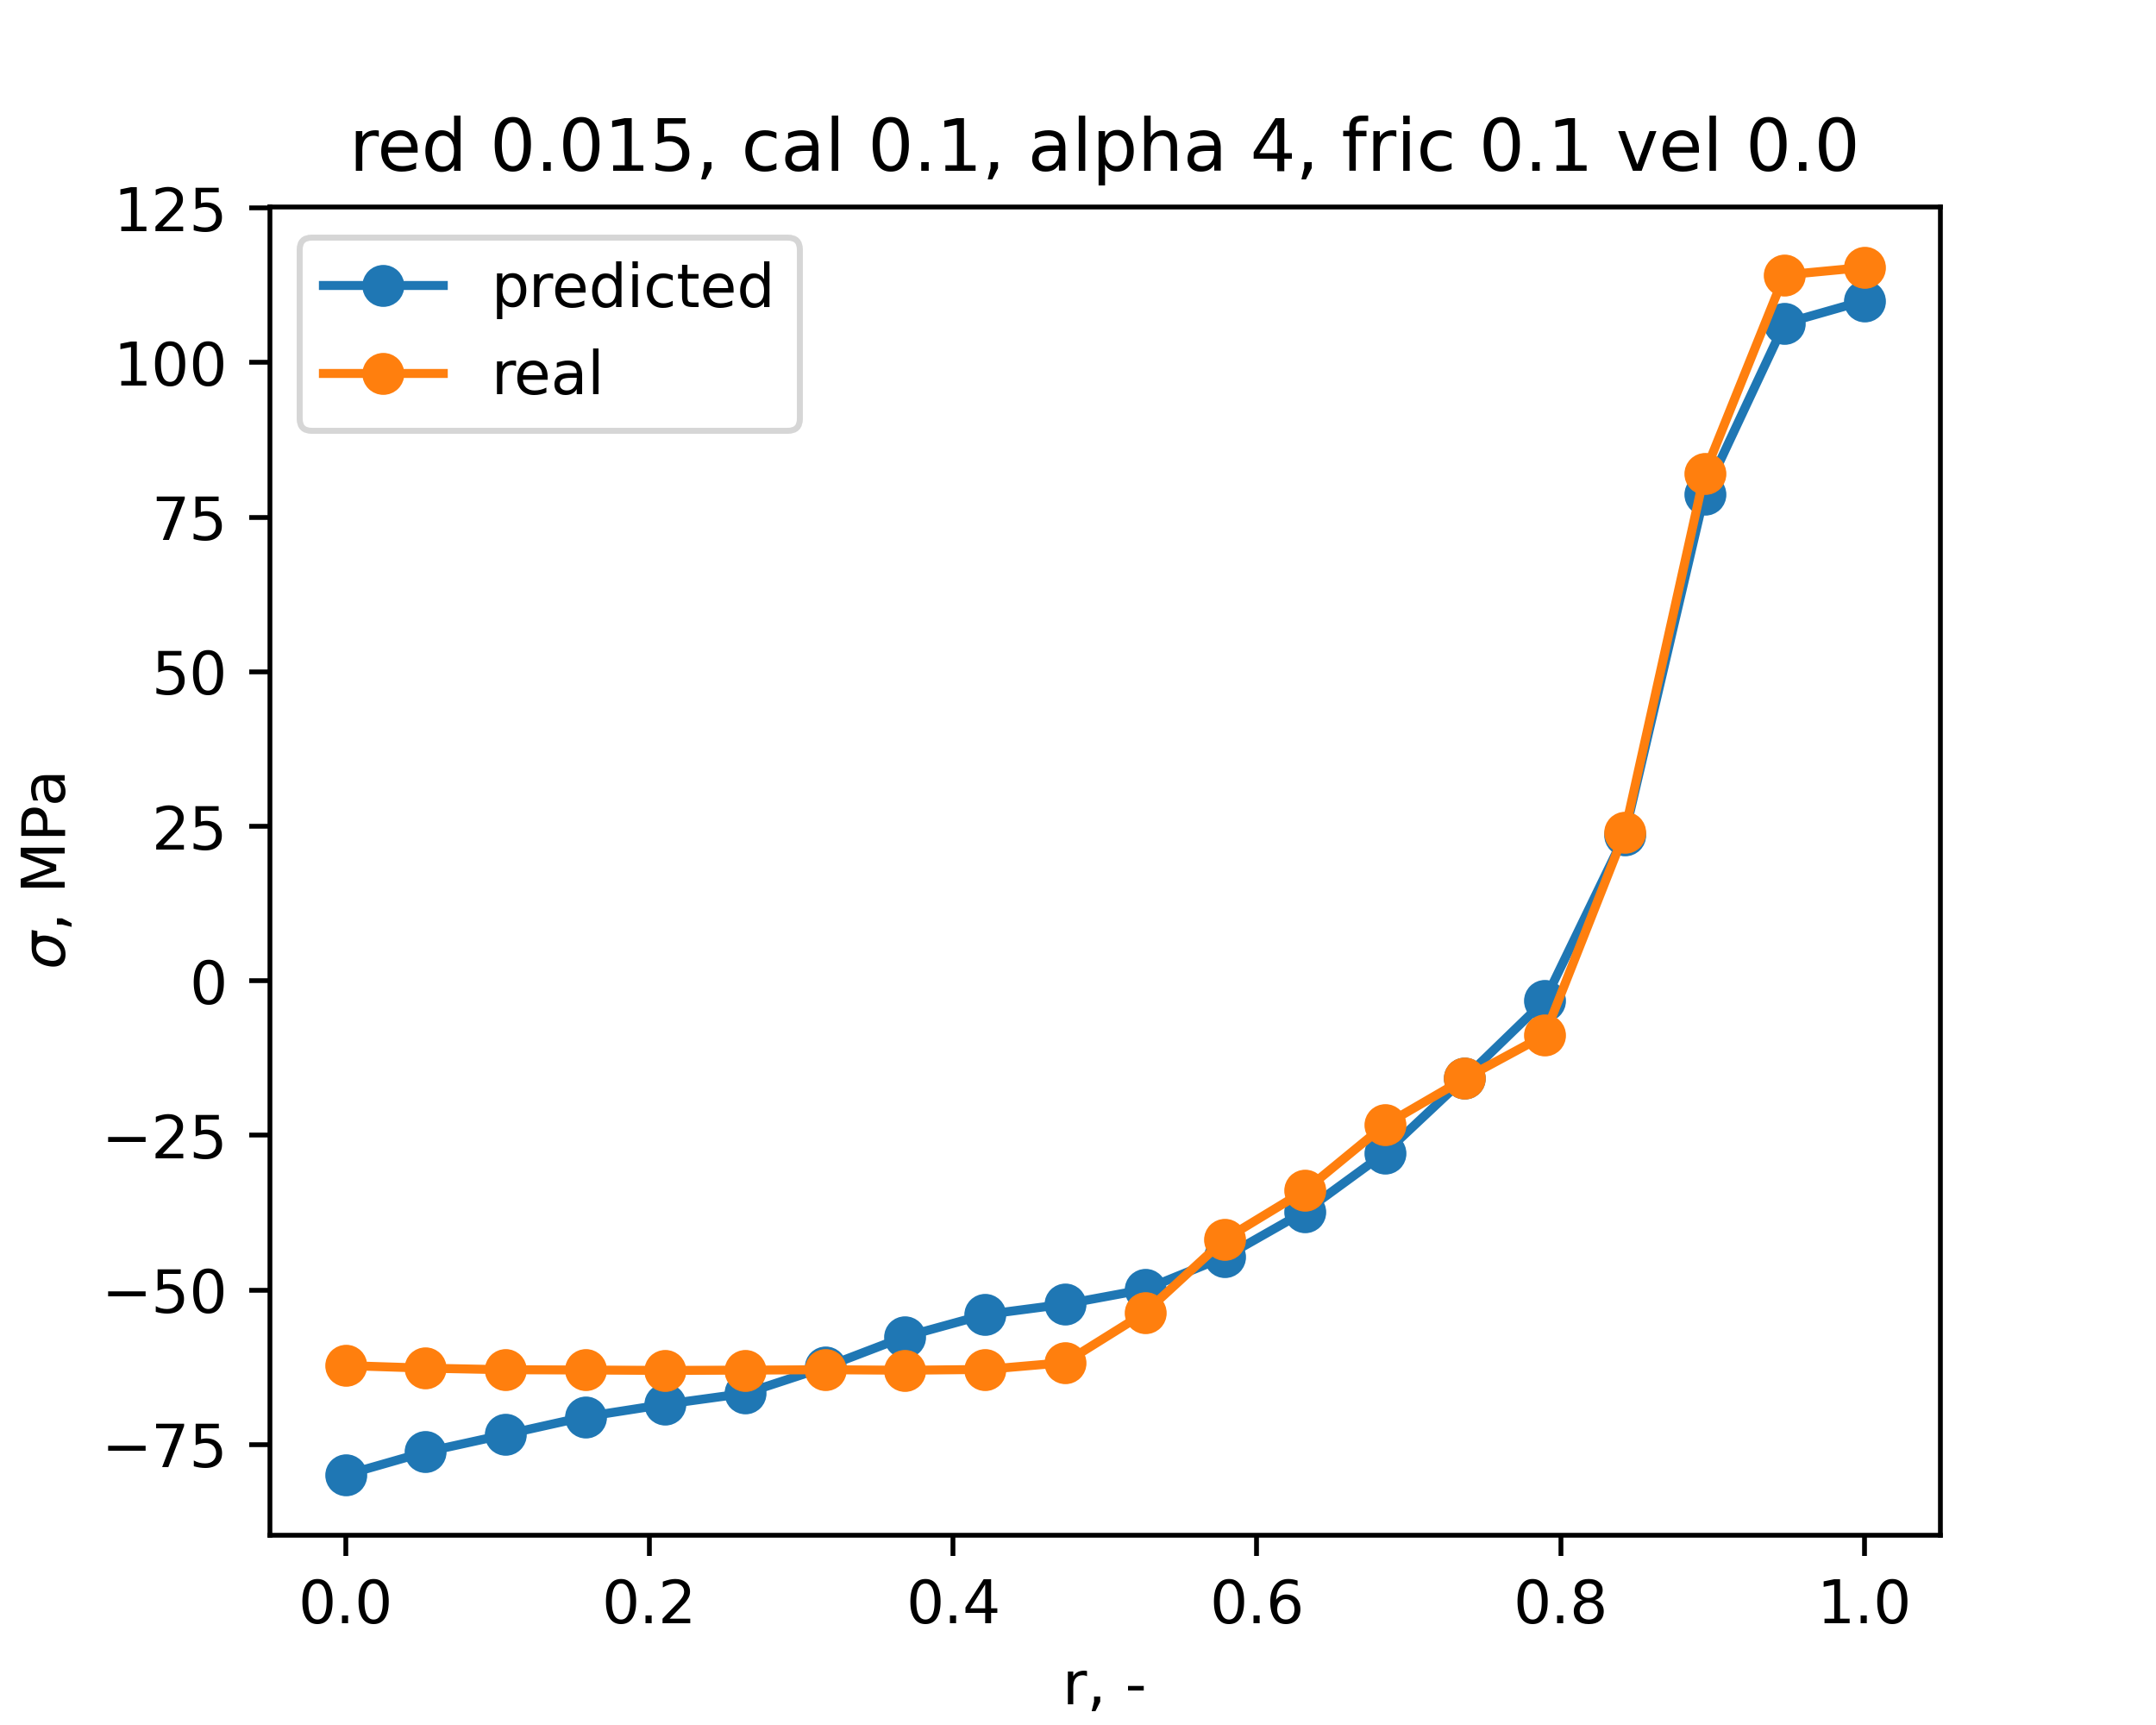 red 0.015, cal 0.1, alpha 4, fric 0.1 vel 0.0
predicted
real
125
100
75
50
25
0
−25
−50
−75
σ, MPa
0.0 0.2 0.4 0.6 0.8 1.0
r, -